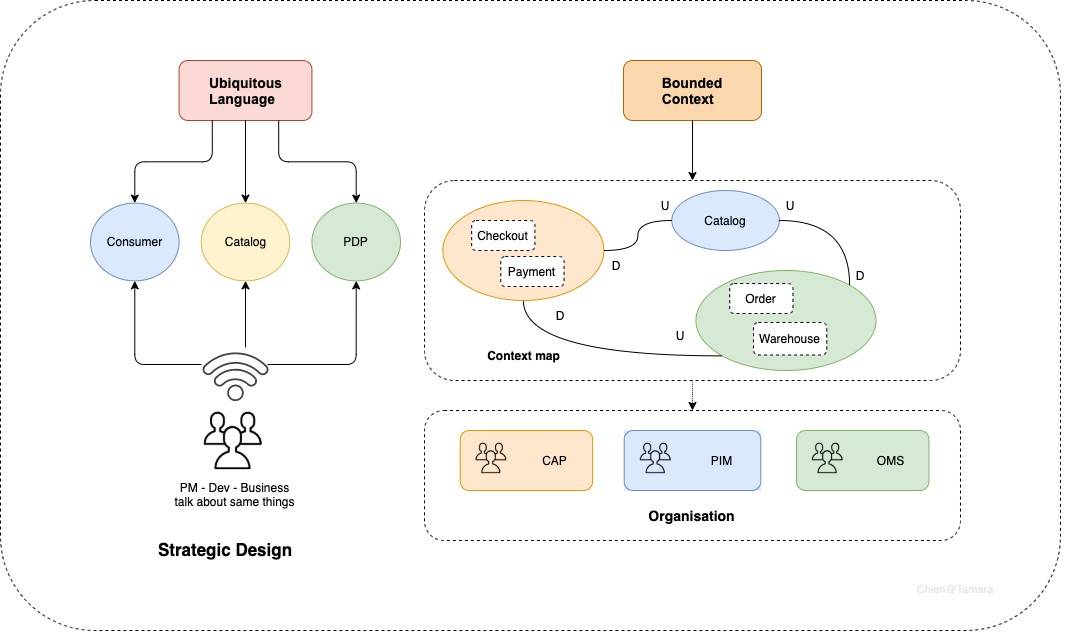 Ubiquitous
Language
Consumer
Catalog
PDP
PM - Dev - Business
talk about same things
Strategic Design
Bounded
Context
Checkout
Payment
U
Catalog
U
D
D
Order
Warehouse
D
U
Context map
CAP
PIM
OMS
Organisation
Chien@Tamara